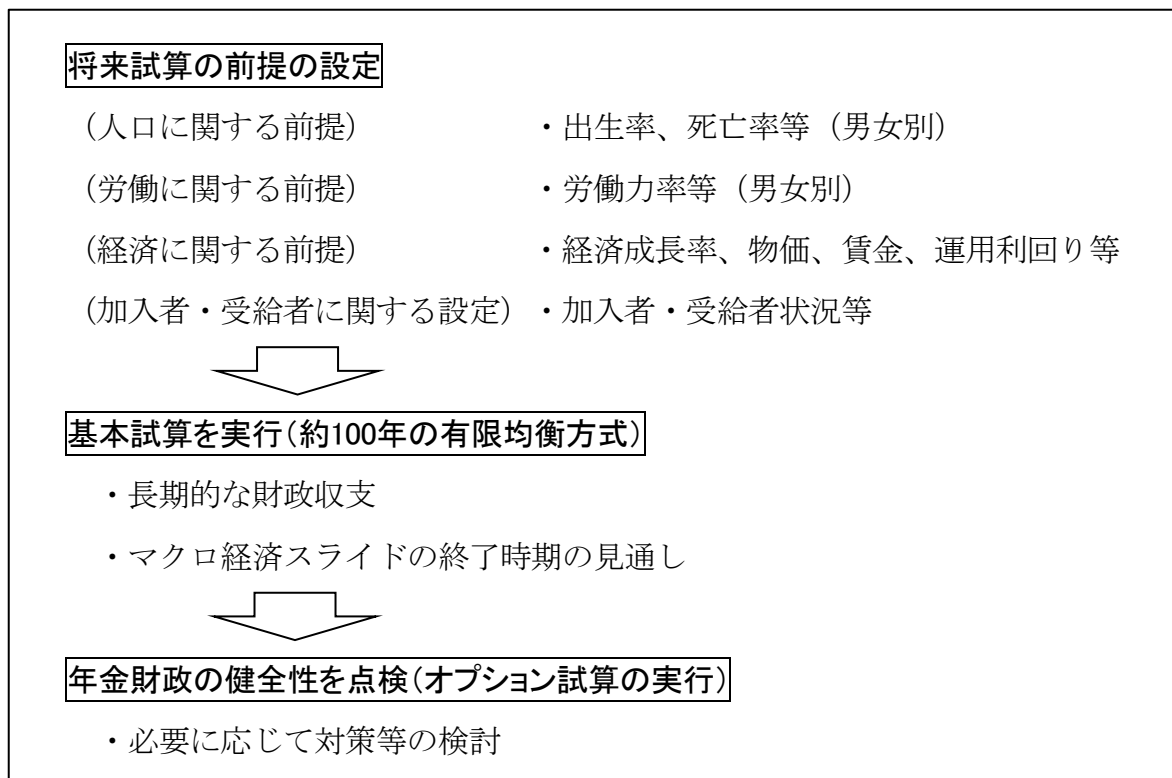 将来試算の前提の設定
(人口に関する前提) ・出生率、死亡率等（男女別）
(労働に関する前提) ・労働力率等（男女別）
(経済に関する前提) ・経済成長率、物価、賃金、運用利回り等
(加入者・受給者に関する設定) ・加入者・受給者状況等
基本試算を実行(約100年の有限均衡方式)
・長期的な財政収支
・マクロ経済スライドの終了時期の見通し
年金財政の健全性を点検(オプション試算の実行)
・必要に応じて対策等の検討